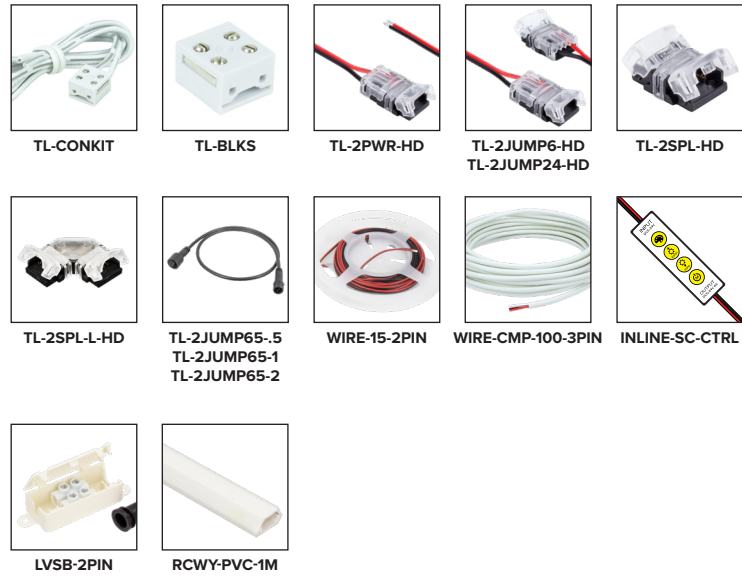 TL-CONKIT
TL-BLKS
TL-2PWR-HD
TL-2JUMP6-HD
TL-2JUMP24-HD
TL-2SPL-HD
TL-2SPL-L-HD
TL-2JUMP65-.5
TL-2JUMP65-1
TL-2JUMP65-2
WIRE-15-2PIN
WIRE-CMP-100-3PIN
INPUT
OUTPUT
INLINE-SC-CTRL
LVSB-2PIN
RCWY-PVC-1M